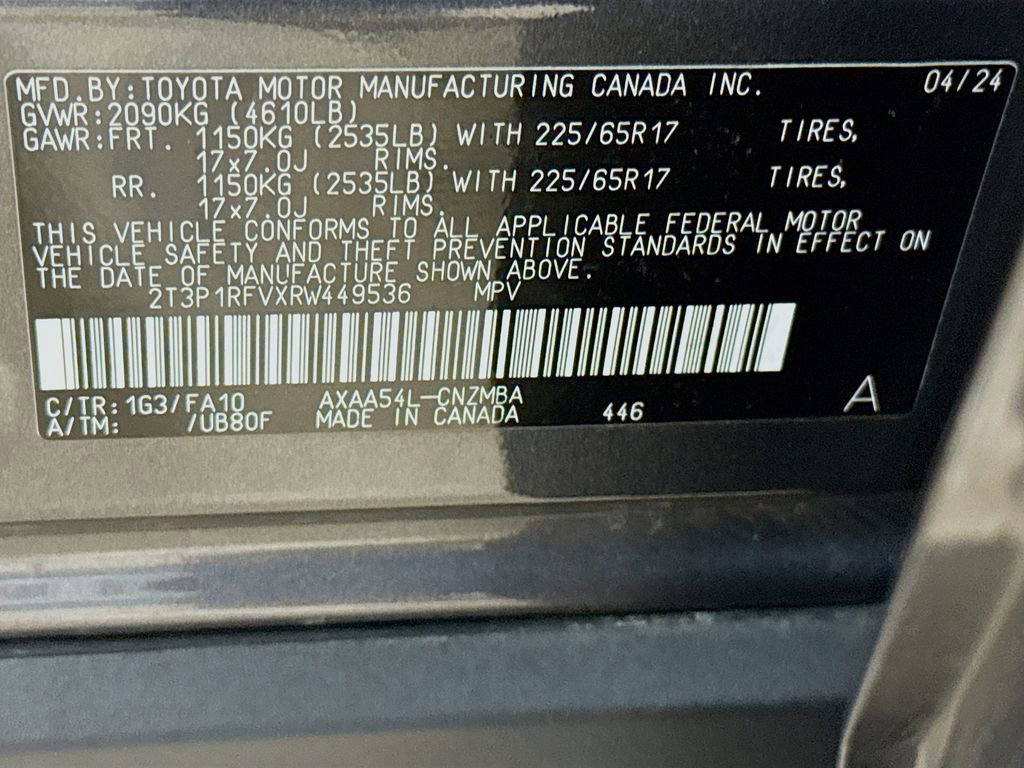 MFD.BY:TOYOTA MOTOR MANUFACTURING CANADA INC. 04/24
GVWR:2090KG (4610LB)
GAWR:FRT. 1150KG (2535LB) WITH 225/65R17 TIRES,
17x7.0J RIMS.
RR. 1150KG (2535LB) WITH 225/65R17 TIRES,
17x7.0J RIMS.
THIS VEHICLE CONFORMS TO ALL APPLICABLE FEDERAL MOTOR
VEHICLE SAFETY AND THEFT PREVENTION STANDARDS IN EFFECT ON
THE DATE OF MANUFACTURE SHOWN ABOVE.
2T3P1RFVXRW449536 MPV
C/TR:1G3/FA10 AXAA54L-CNZMBA
A/TM: /UB80F MADE IN CANADA 446 A